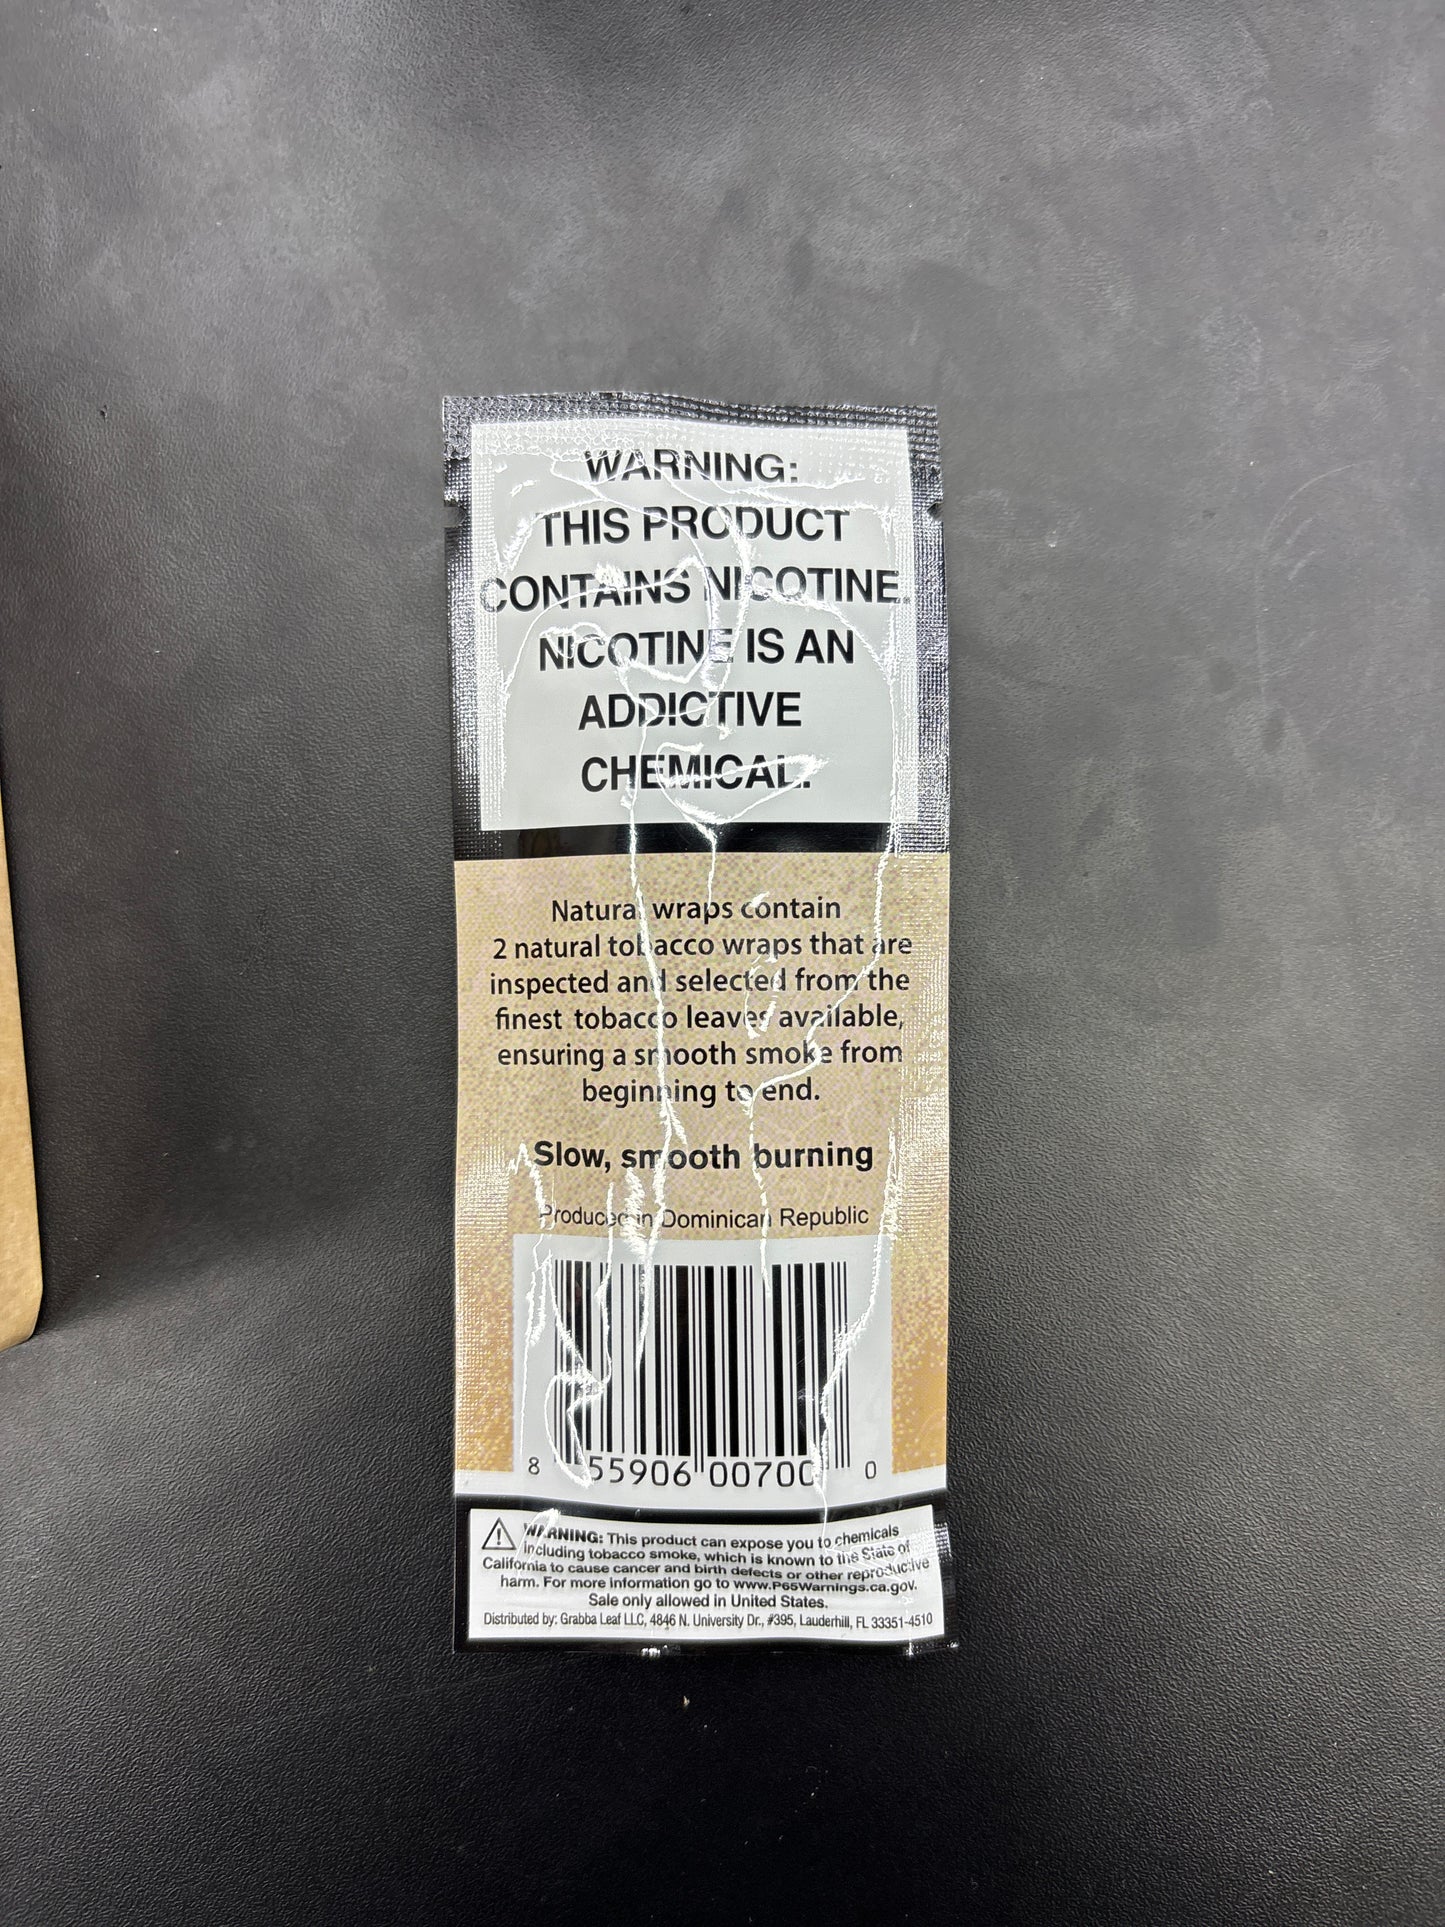 WARNING:
THIS PRODUCT
CONTAINS NICOTINE.
NICOTINE IS AN
ADDICTIVE
CHEMICAL.
Natural wraps contain
2 natural tobacco wraps that are
inspected and selected from the
finest tobacco leaves available,
ensuring a smooth smoke from
beginning to end.
Slow, smooth burning
Produced in Dominican Republic
8 55906 00700 0
WARNING: This product can expose you to chemicals
including tobacco smoke, which is known to the State of
California to cause cancer and birth defects or other reproductive
harm. For more information go to www.P65Warnings.ca.gov.
Sale only allowed in United States.
Distributed by: Grabba Leaf LLC, 4846 N. University Dr., #395, Lauderhill, FL 33351-4510